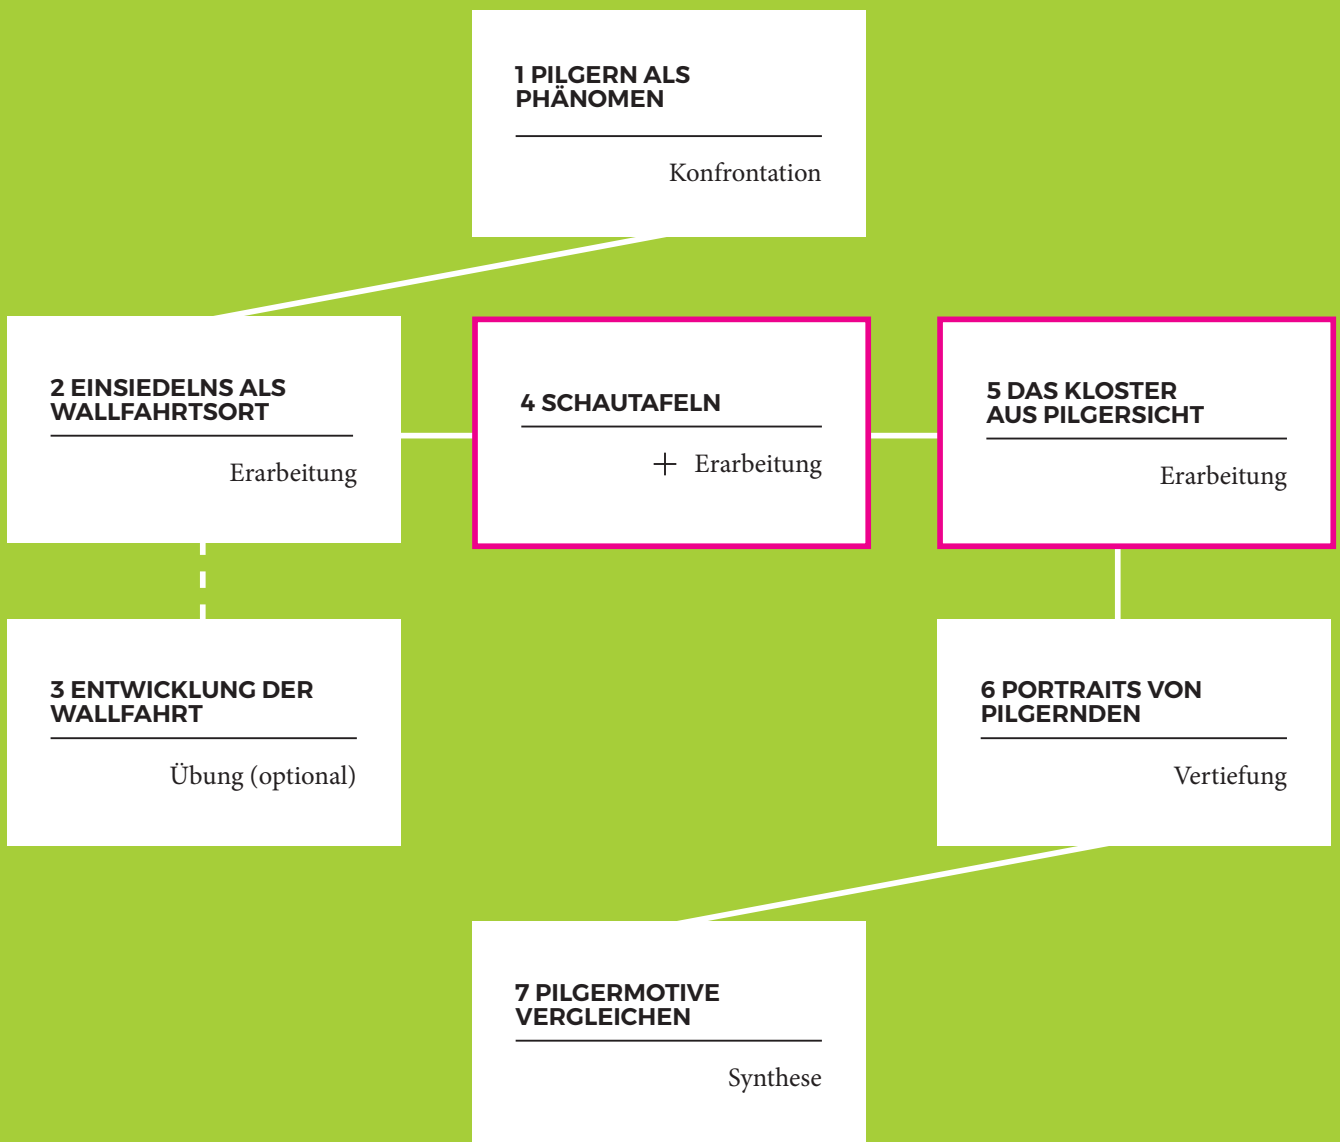 1 PILGERN ALS
PHÄNOMEN
Konfrontation
2 EINSIEDELNS ALS
WALLFAHRTSORT
Erarbeitung
3 ENTWICKLUNG DER
WALLFAHRT
Übung (optional)
4 SCHAUTAFELN
+ Erarbeitung
5 DAS KLOSTER
AUS PILGERSICHT
Erarbeitung
6 PORTRAITS VON
PILGERNDEN
Vertiefung
7 PILGERMOTIVE
VERGLEICHEN
Synthese